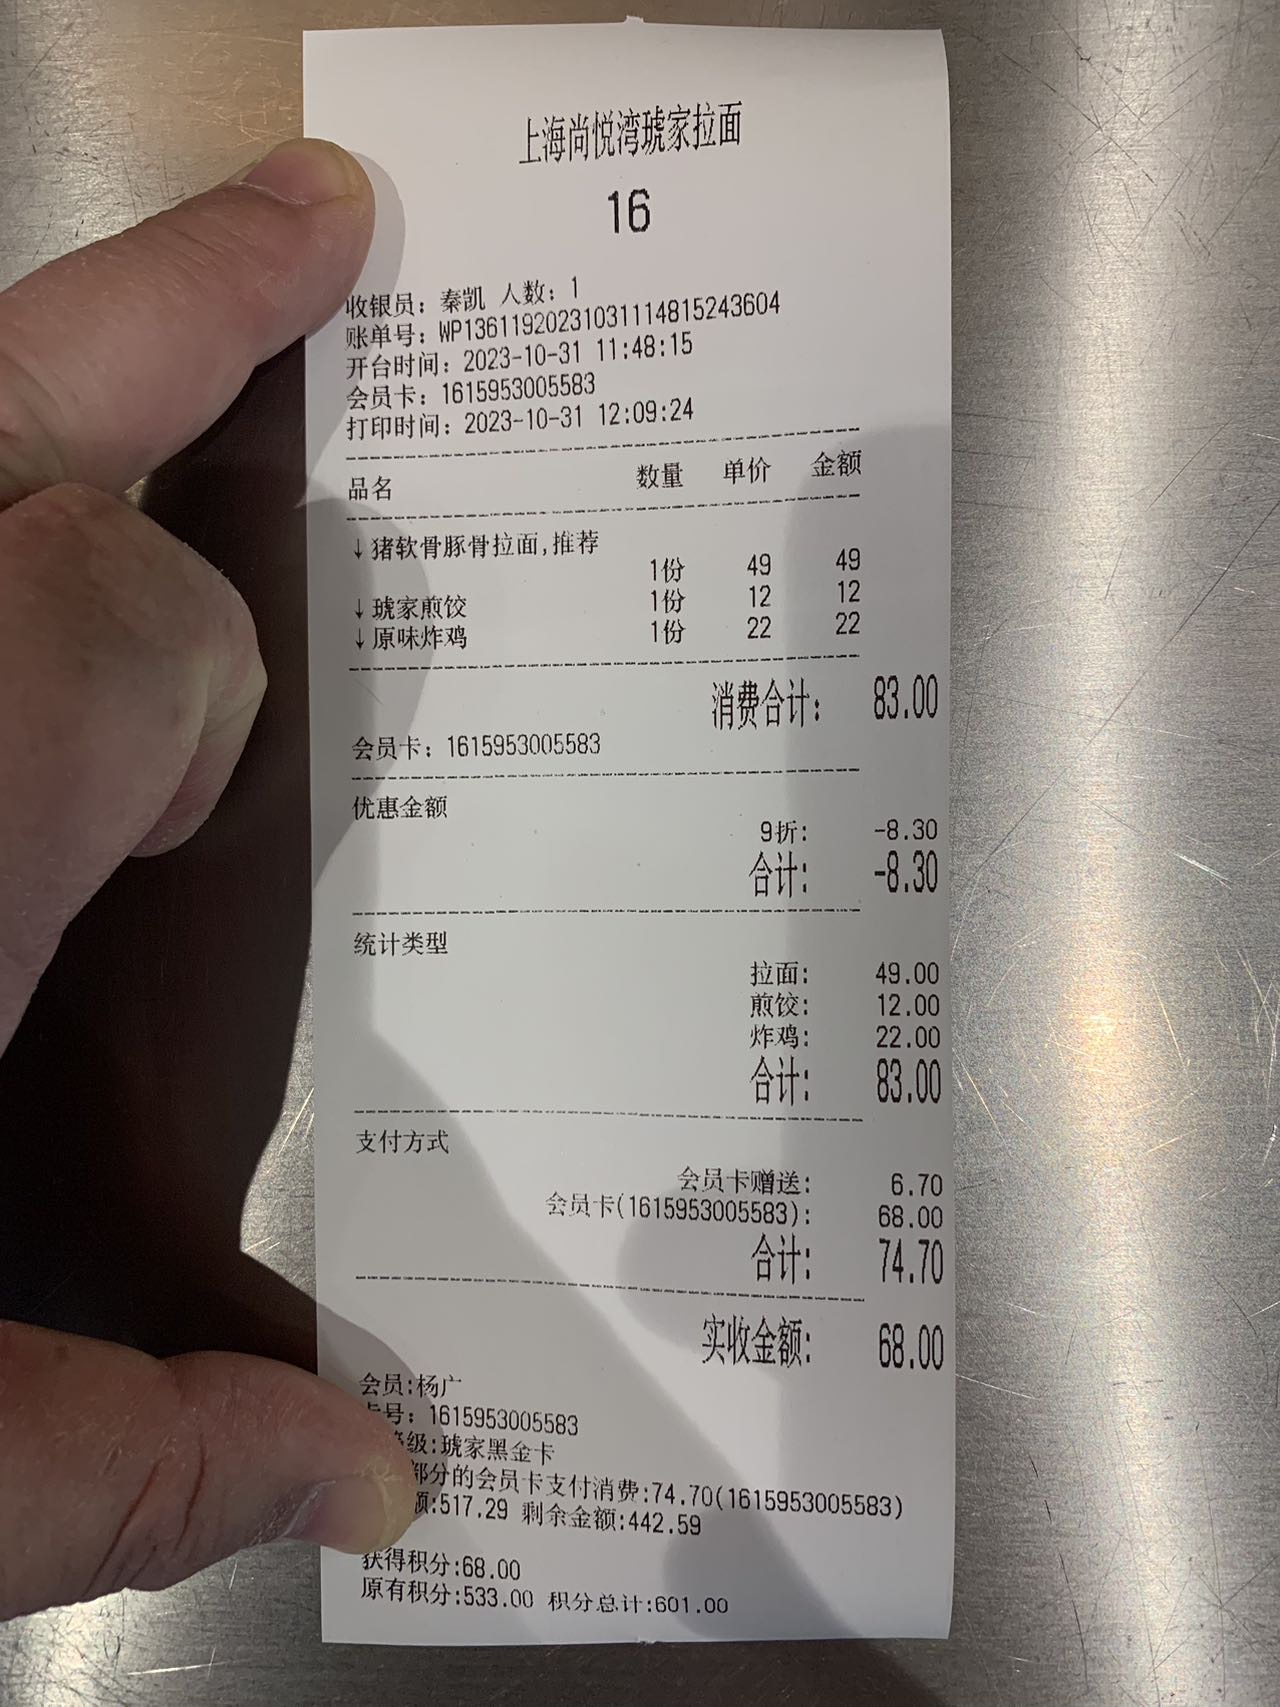 上海尚悦湾琥家拉面
16
收银员：秦凯 人数：1
账单号：WP13611920231031114815243604
开台时间：2023-10-31 11:48:15
会员卡：1615953005583
打印时间：2023-10-31 12:09:24
品名 数量 单价 金额
↓猪软骨豚骨拉面,推荐
1份 49 49
↓琥家煎饺 1份 12 12
↓原味炸鸡 1份 22 22
消费合计： 83.00
会员卡：1615953005583
优惠金额
9折: -8.30
合计: -8.30
统计类型
拉面: 49.00
煎饺: 12.00
炸鸡: 22.00
合计: 83.00
支付方式
会员卡赠送: 6.70
会员卡(1615953005583): 68.00
合计: 74.70
实收金额: 68.00
会员:杨广
卡号：1615953005583
级:琥家黑金卡
部分的会员卡支付消费:74.70(1615953005583)
额:517.29 剩余金额:442.59
获得积分:68.00
原有积分:533.00 积分总计:601.00